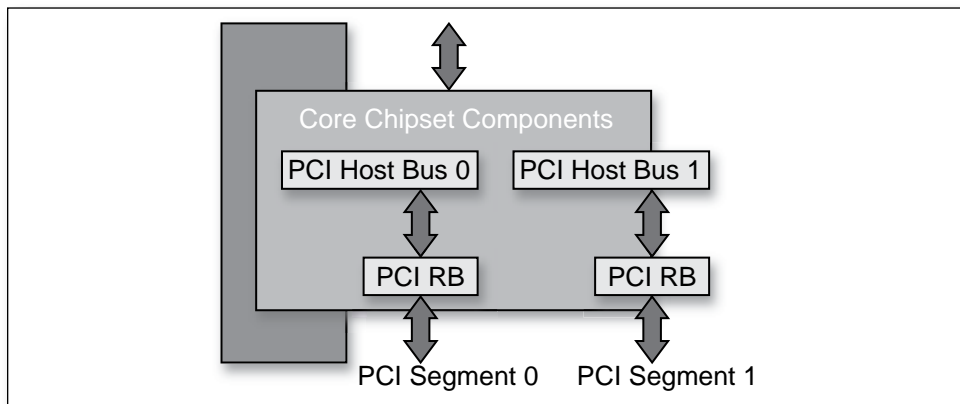 Core Chipset Components
PCI Host Bus 0
PCI Host Bus 1
PCI RB
PCI RB
PCI Segment 0
PCI Segment 1